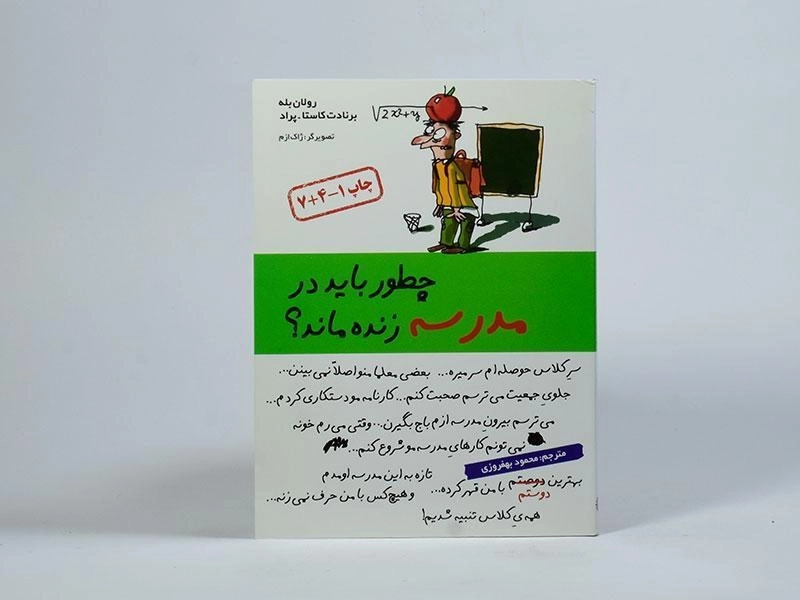 رولان بله
برنادت کاستا - پراد
تصویرگر: ژاک ازم
√2x²+y
چاپ ۱-۴+۷
چطور باید در
مدرسه زنده ماند؟
سرِ کلاس حوصله‌ام سر میره... بعضی معلما منو اصلاً نمی بینن...
جلوی جمعیت می ترسم صحبت کنم... کارنامه مو دستکاری کردم...
می ترسم بیرونِ مدرسه ازم باج بگیرن... وقتی می رم خونه
نمی تونم کارهایِ مدرسه مو شروع کنم...
مترجم: محمود بهفروزی
بهترین دوصتم با من قهر کرده...
دوستم
تازه به این مدرسه اومدم
و هیچ کس با من حرف نمی زنه...
همه‌یِ کلاس تنبیه شدیم!